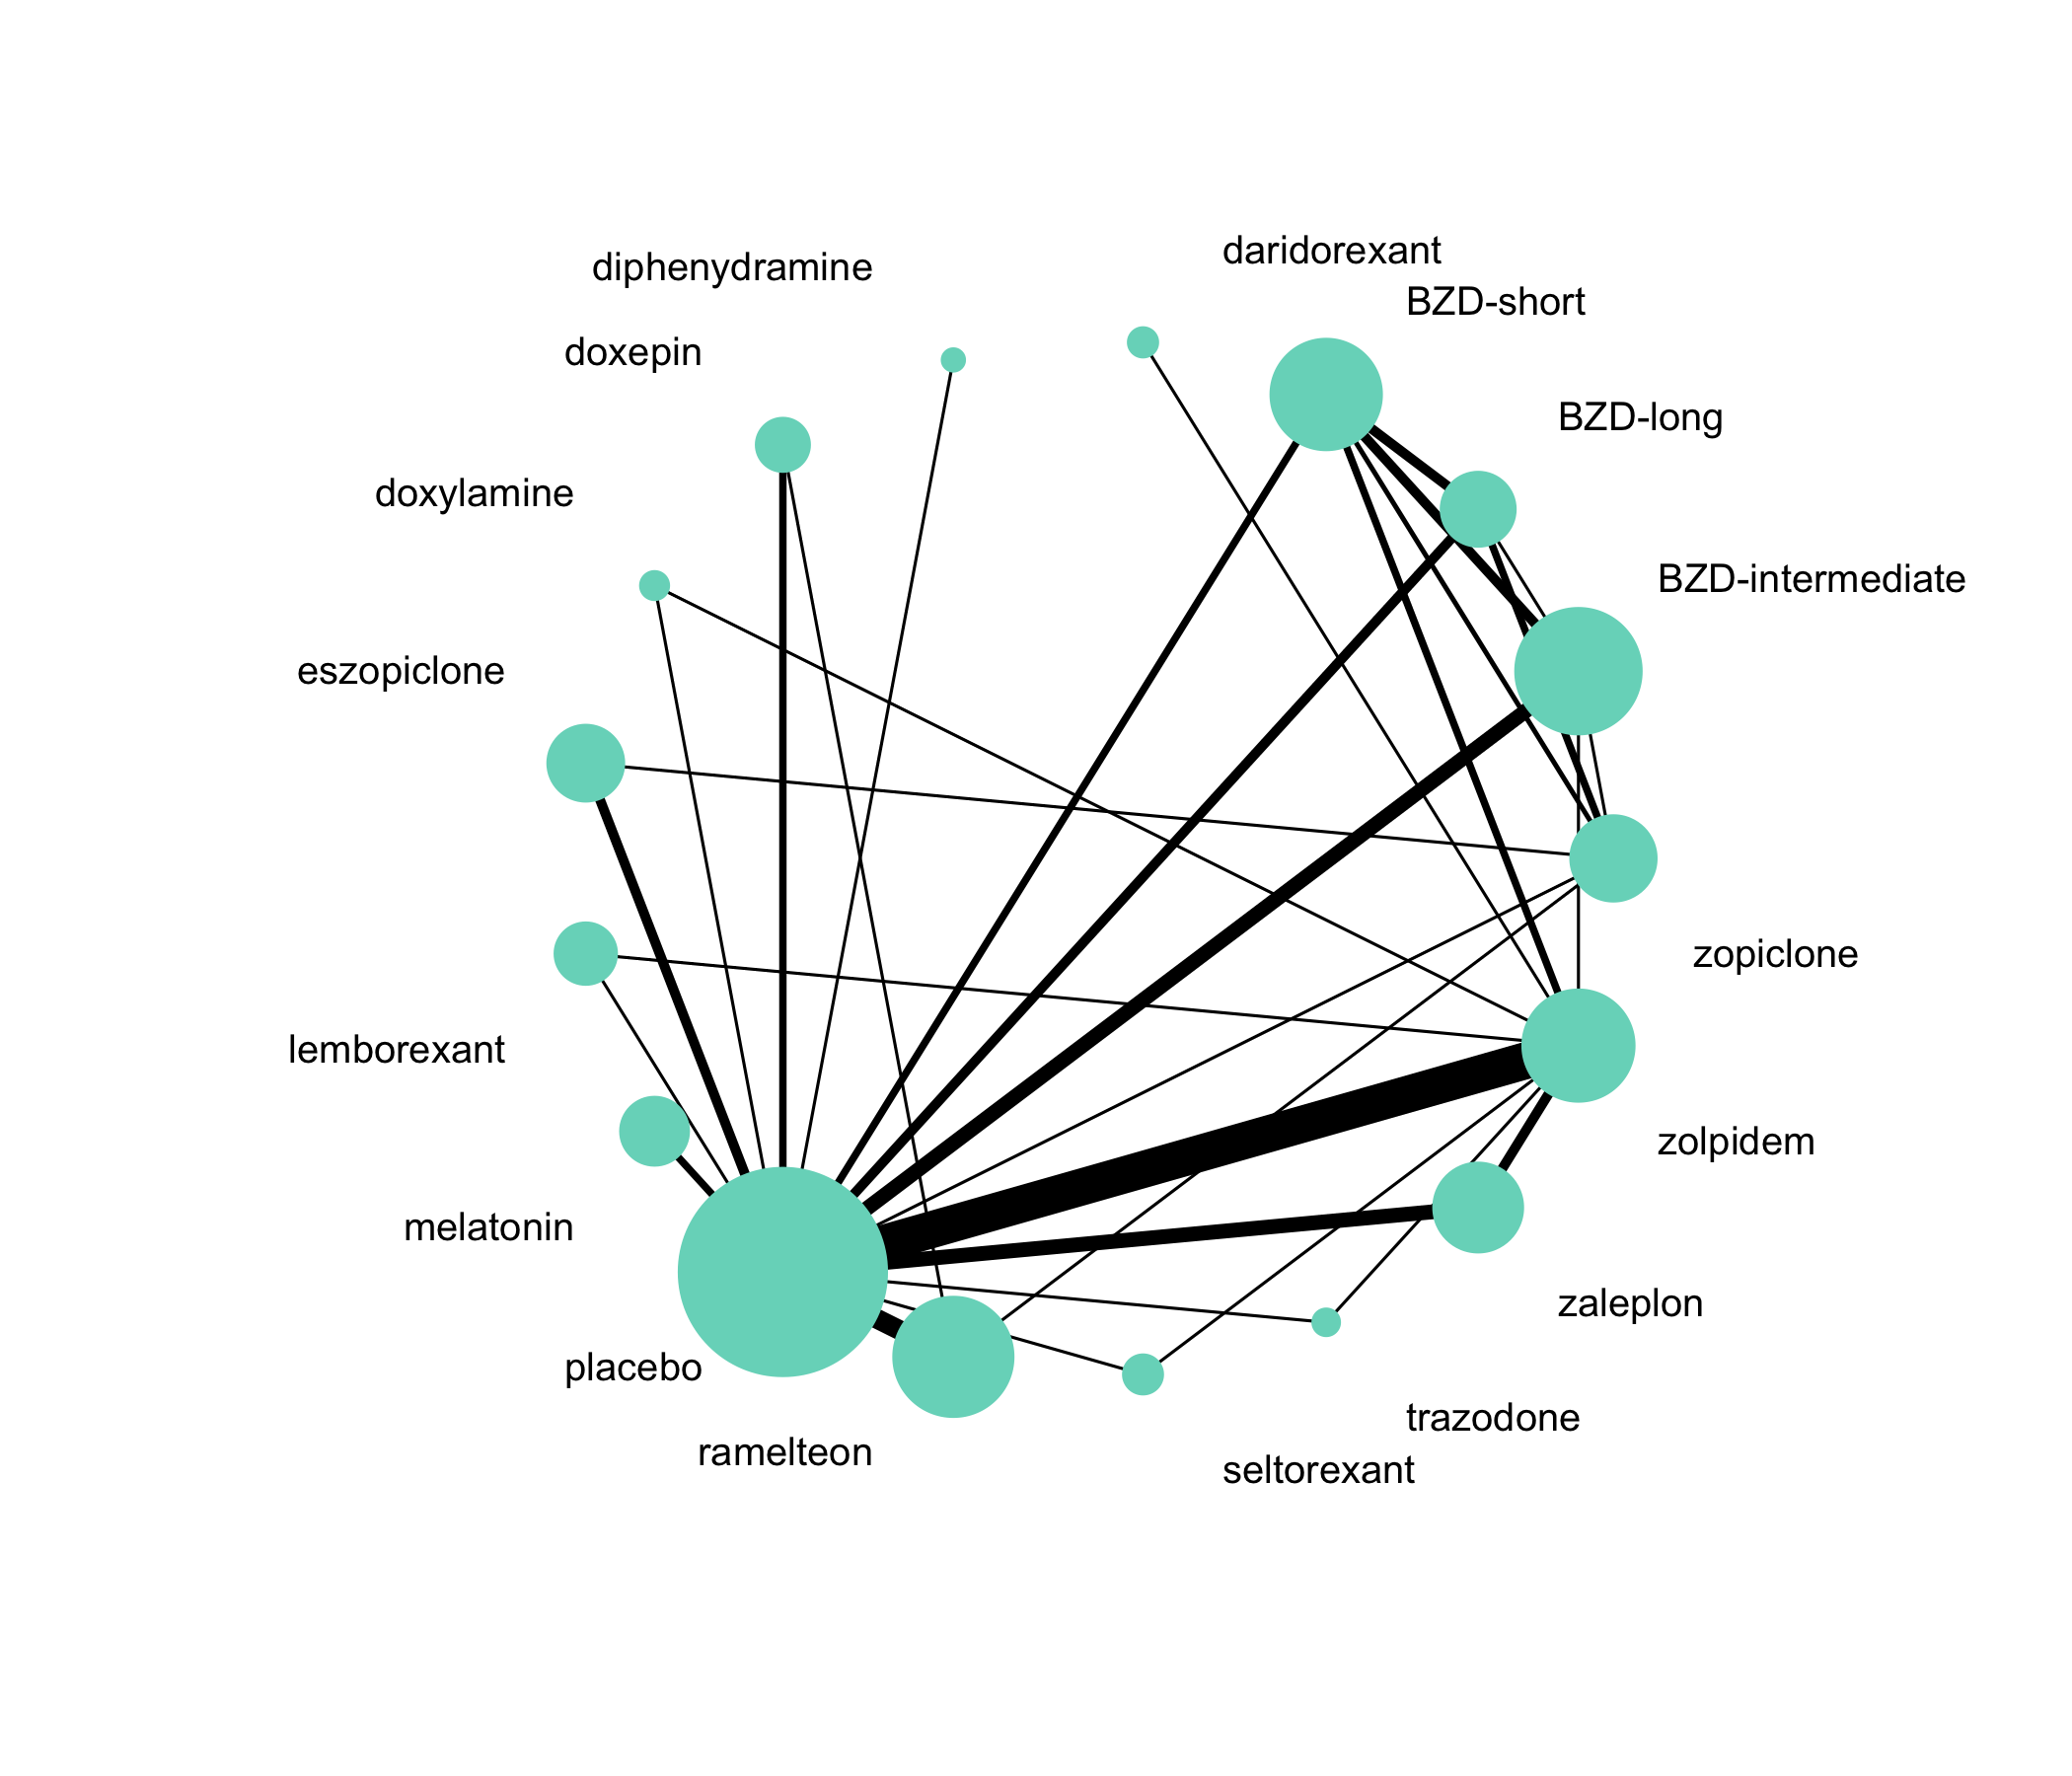 daridorexant
diphenydramine
BZD-short
doxepin
BZD-long
doxylamine
BZD-intermediate
eszopiclone
zopiclone
lemborexant
zolpidem
melatonin
zaleplon
placebo
trazodone
ramelteon
seltorexant